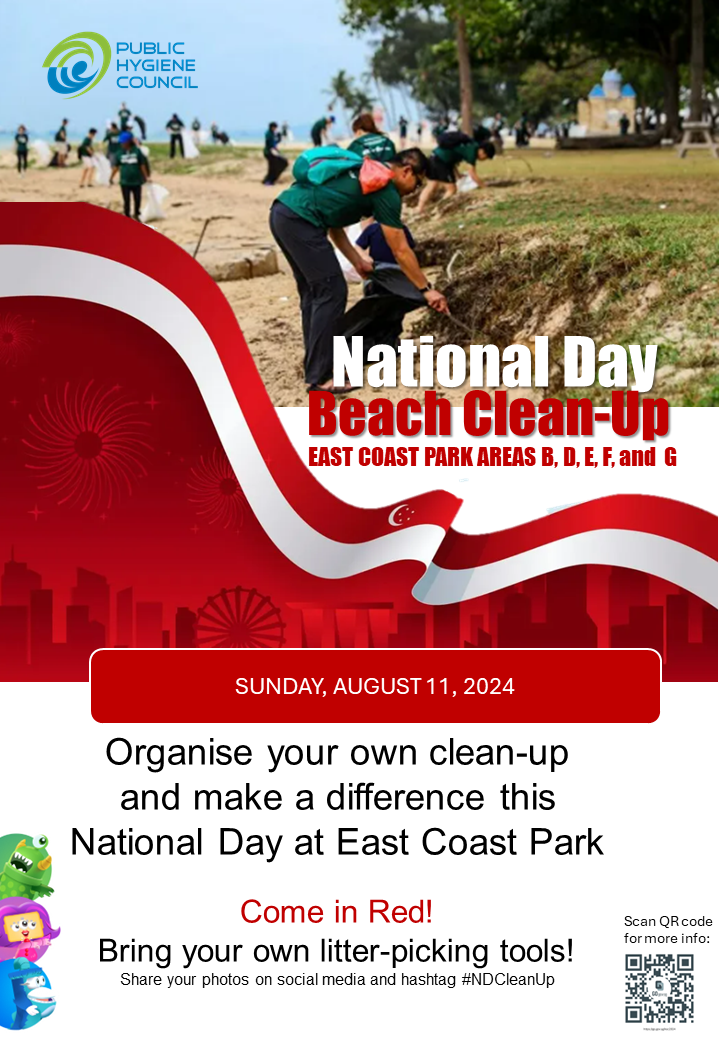 PUBLIC
HYGIENE
COUNCIL
National Day
Beach Clean-Up
EAST COAST PARK AREAS B, D, E, F, and G
SUNDAY, AUGUST 11, 2024
Organise your own clean-up
and make a difference this
National Day at East Coast Park
Come in Red!
Bring your own litter-picking tools!
Share your photos on social media and hashtag #NDCleanUp
Scan QR code
for more info: